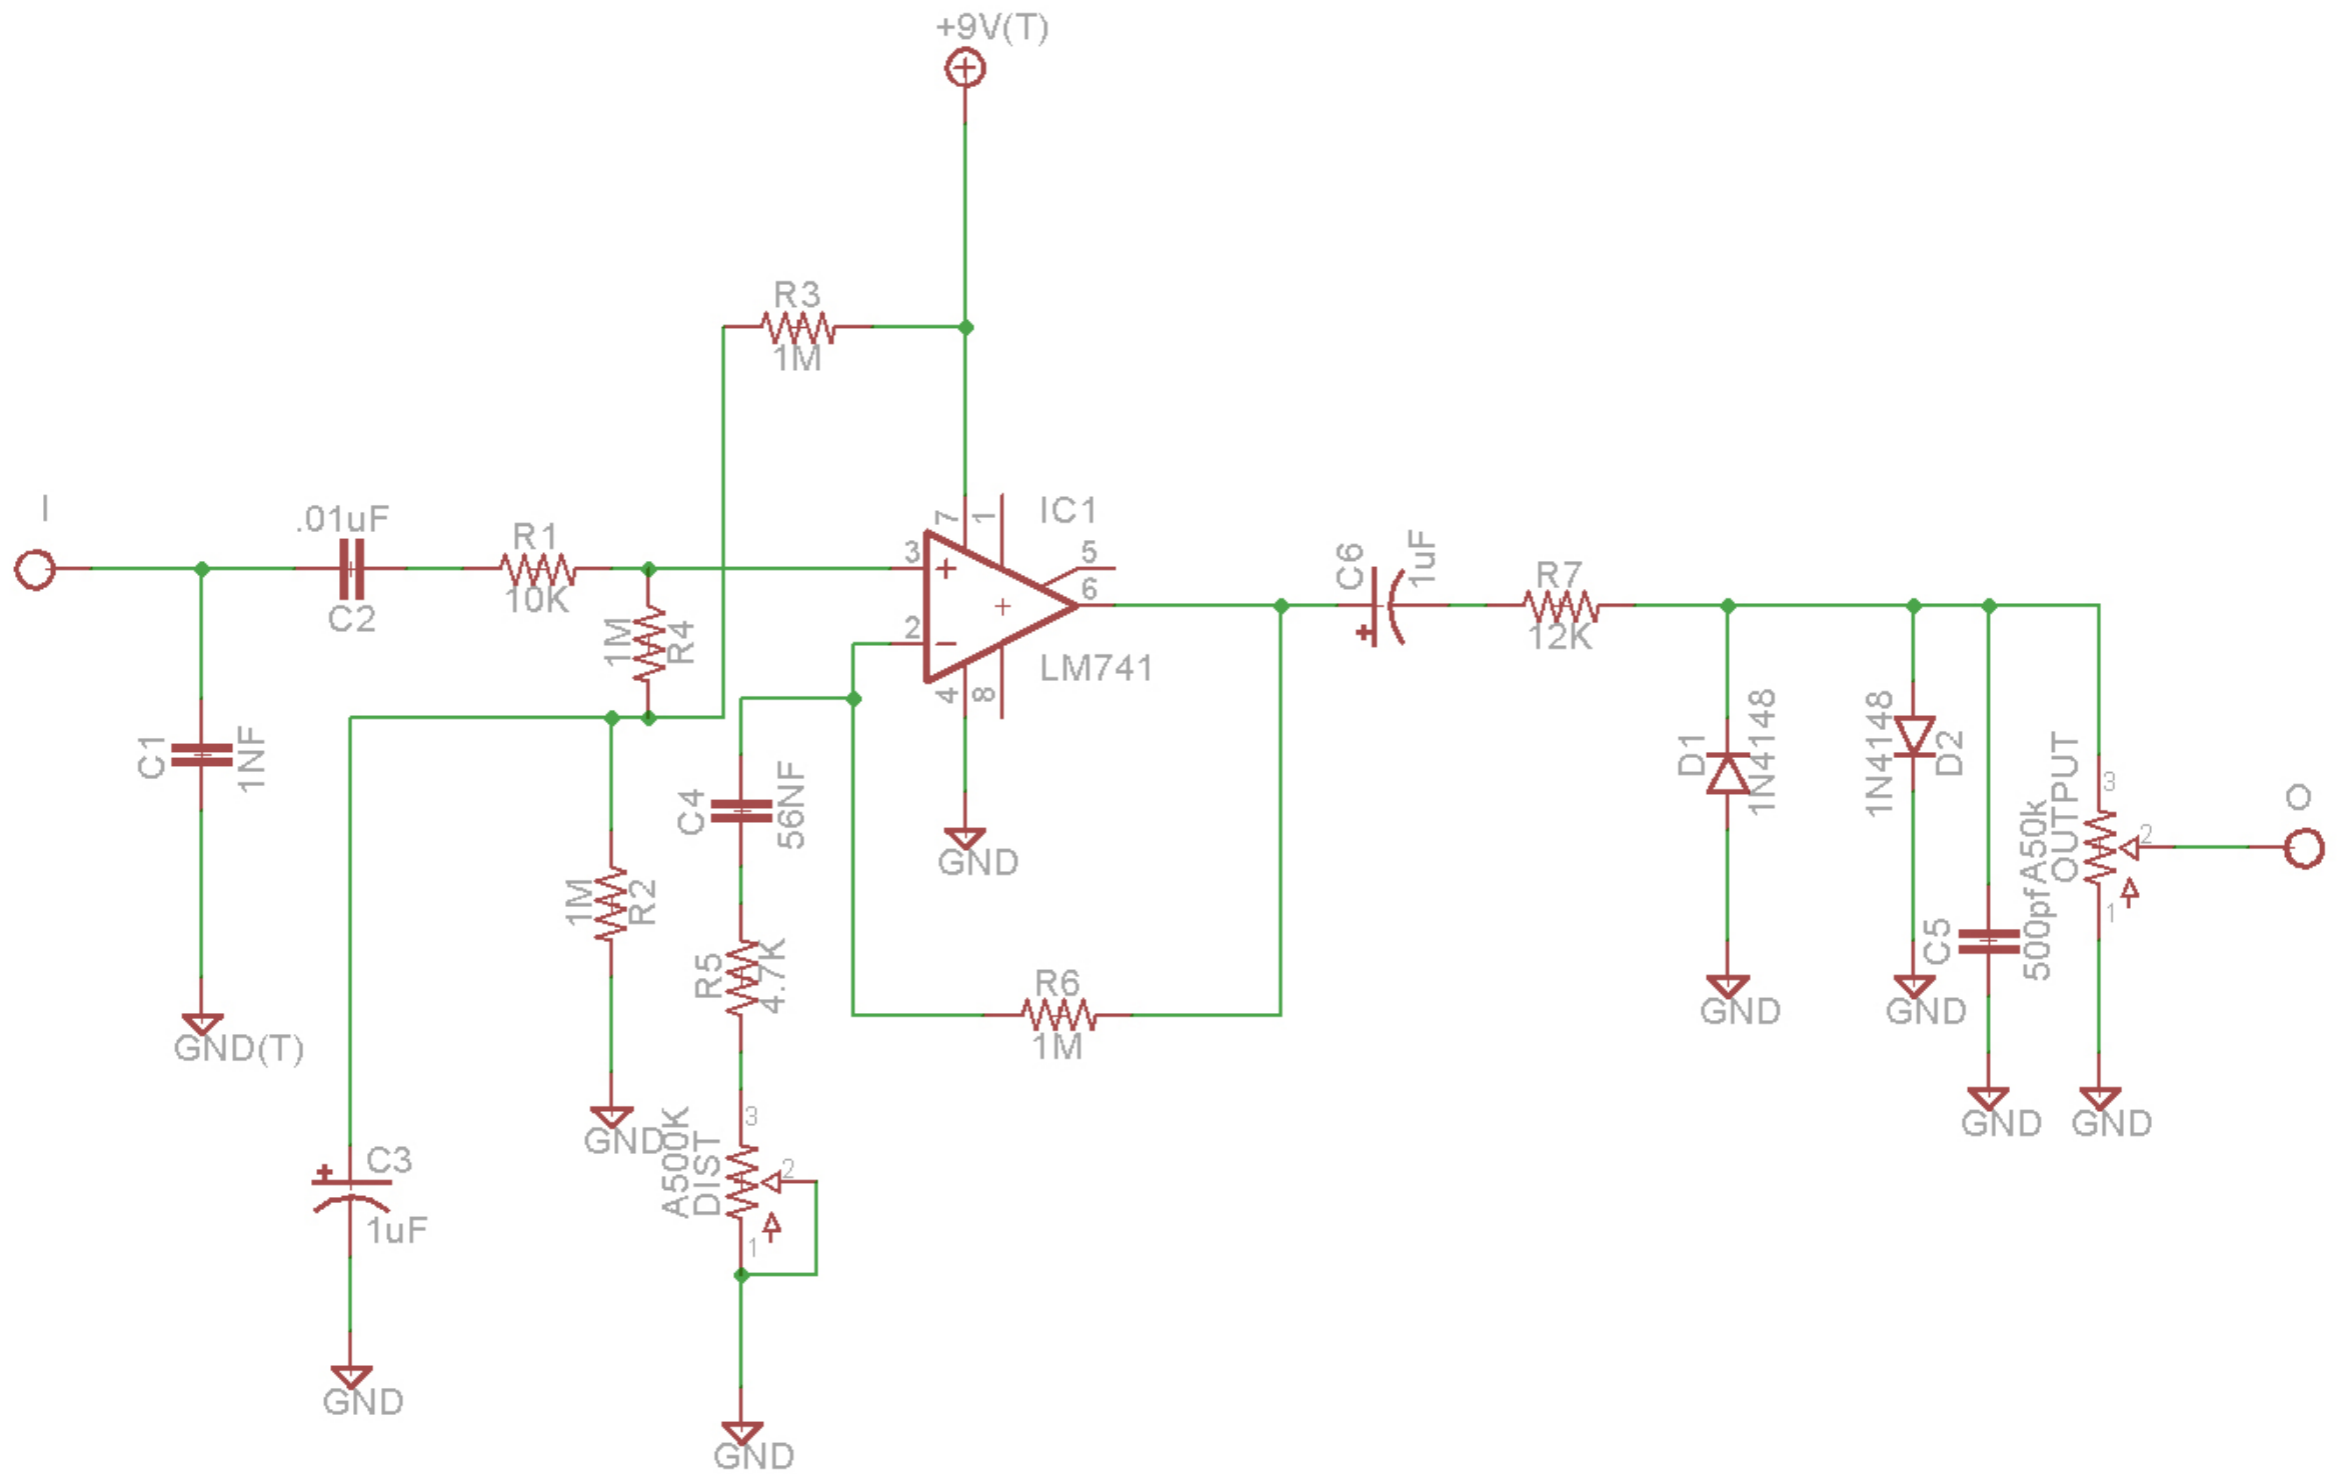 +9V(T)
R3
1M
I
.01uF
C2
R1
10K
1M
R4
7
1
IC1
3
5
6
2
4
8
LM741
GND
C1
1NF
GND(T)
1M
R2
GND
C4
56NF
R5
4.7K
R6
1M
C3
1uF
GND
A500K
DIST
3
2
1
GND
C6
1uF
R7
12K
D1
1N4148
GND
1N4148
D2
GND
C5
500pf
GND
A50k
OUTPUT
3
2
1
GND
O